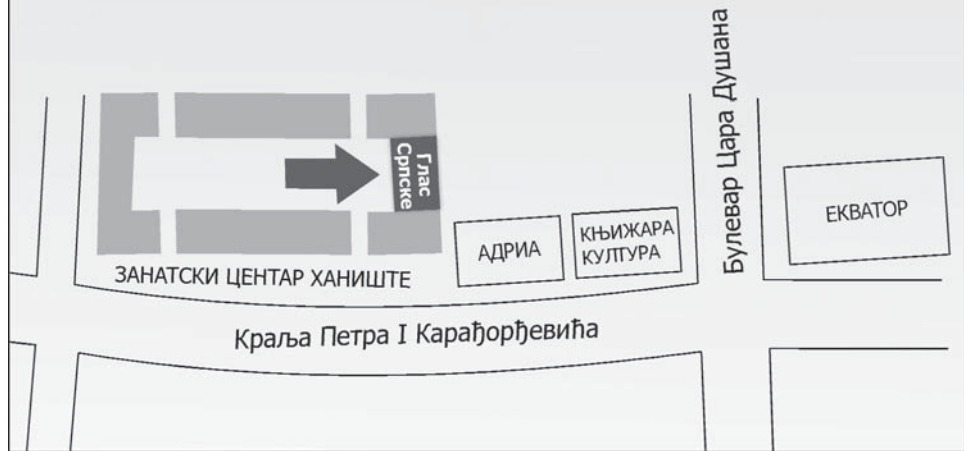 Глас
Српске
ЗАНАТСКИ ЦЕНТАР ХАНИШТЕ
АДРИА
КЊИЖАРА
КУЛТУРА
Булевар Цара Душана
ЕКВАТОР
Краља Петра I Карађорђевића